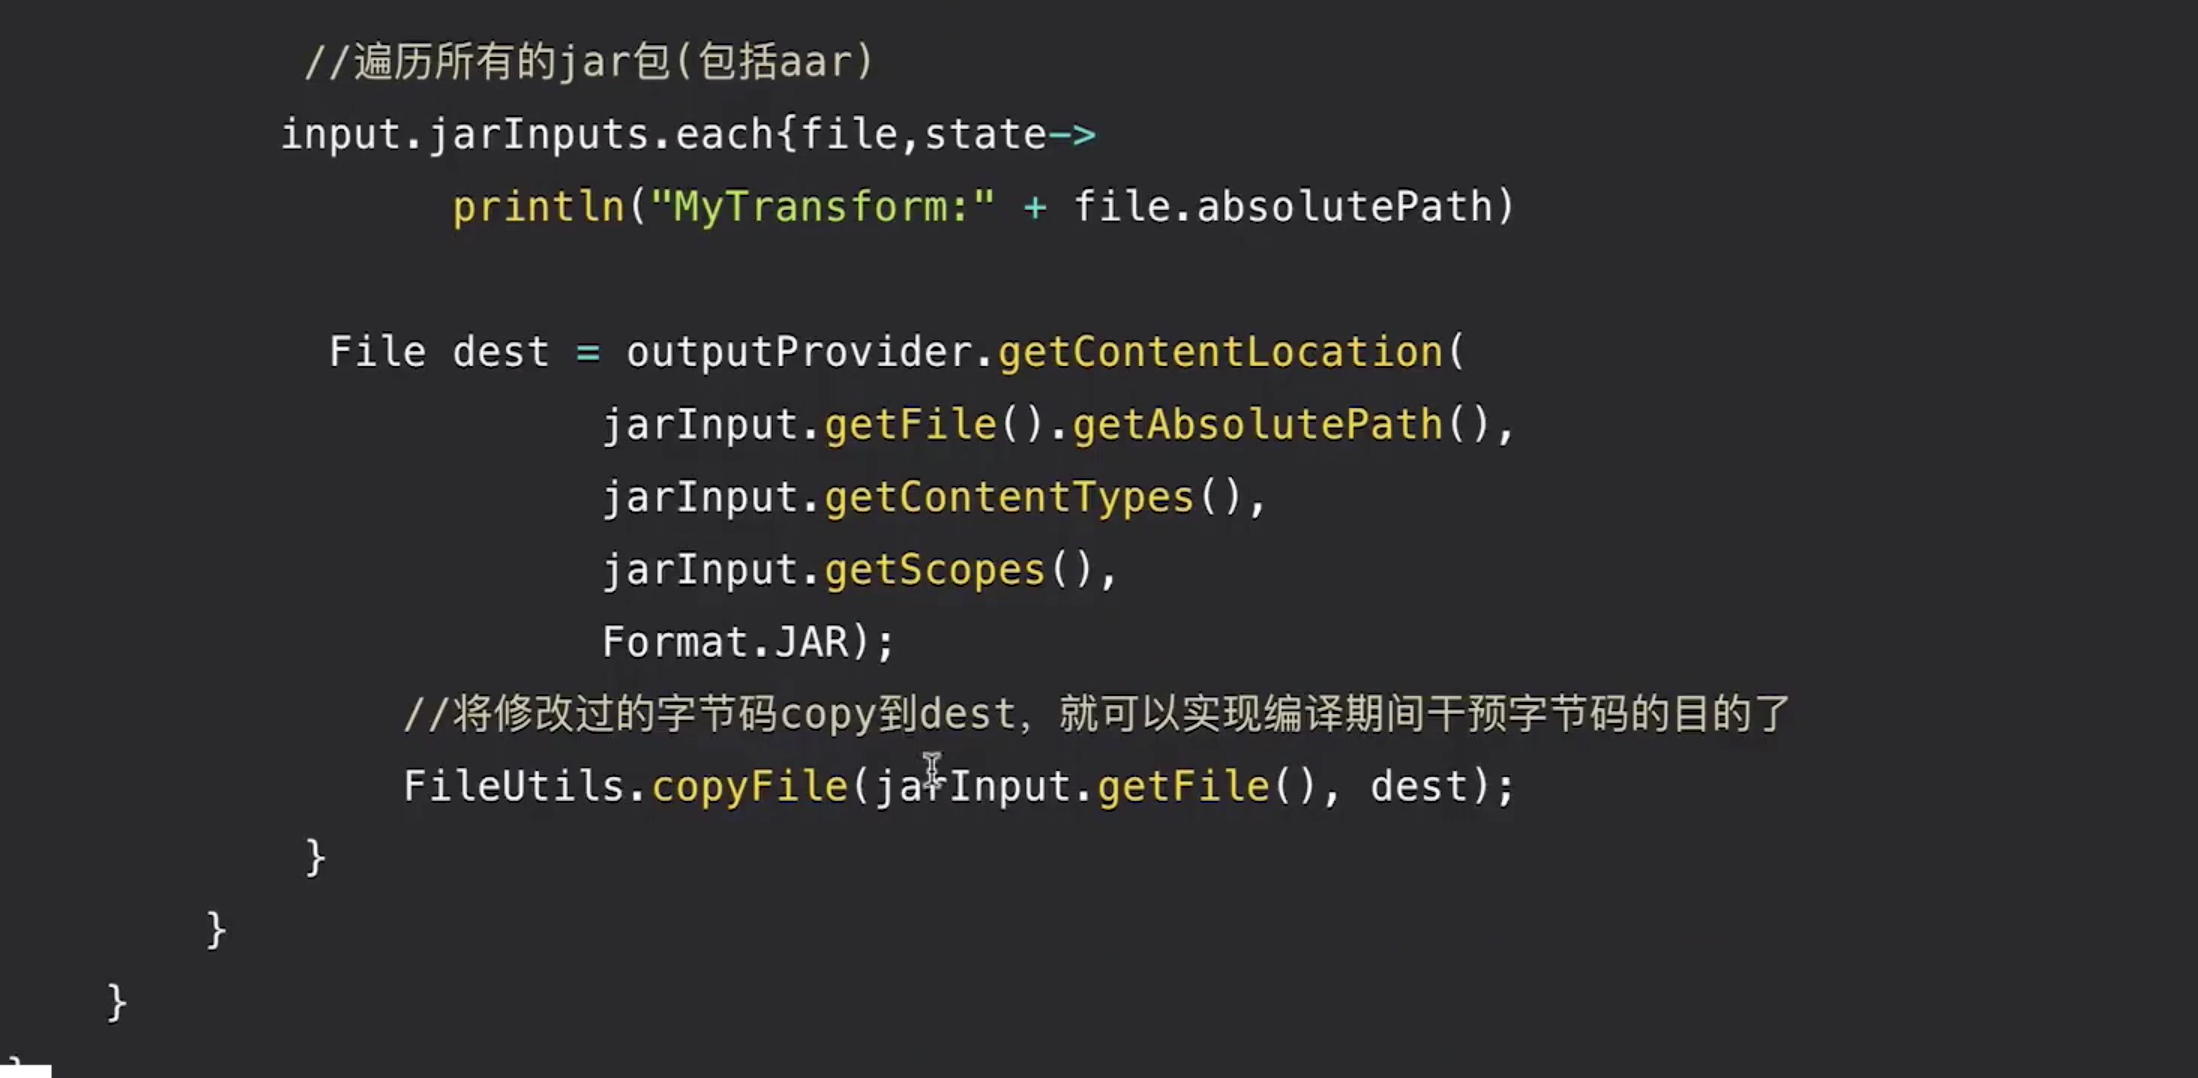 //遍历所有的jar包(包括aar)
input.jarInputs.each{file,state->
println("MyTransform:" + file.absolutePath)
File dest = outputProvider.getContentLocation(
jarInput.getFile().getAbsolutePath(),
jarInput.getContentTypes(),
jarInput.getScopes(),
Format.JAR);
//将修改过的字节码copy到dest，就可以实现编译期间干预字节码的目的了
FileUtils.copyFile(jarInput.getFile(), dest);
}
}
}